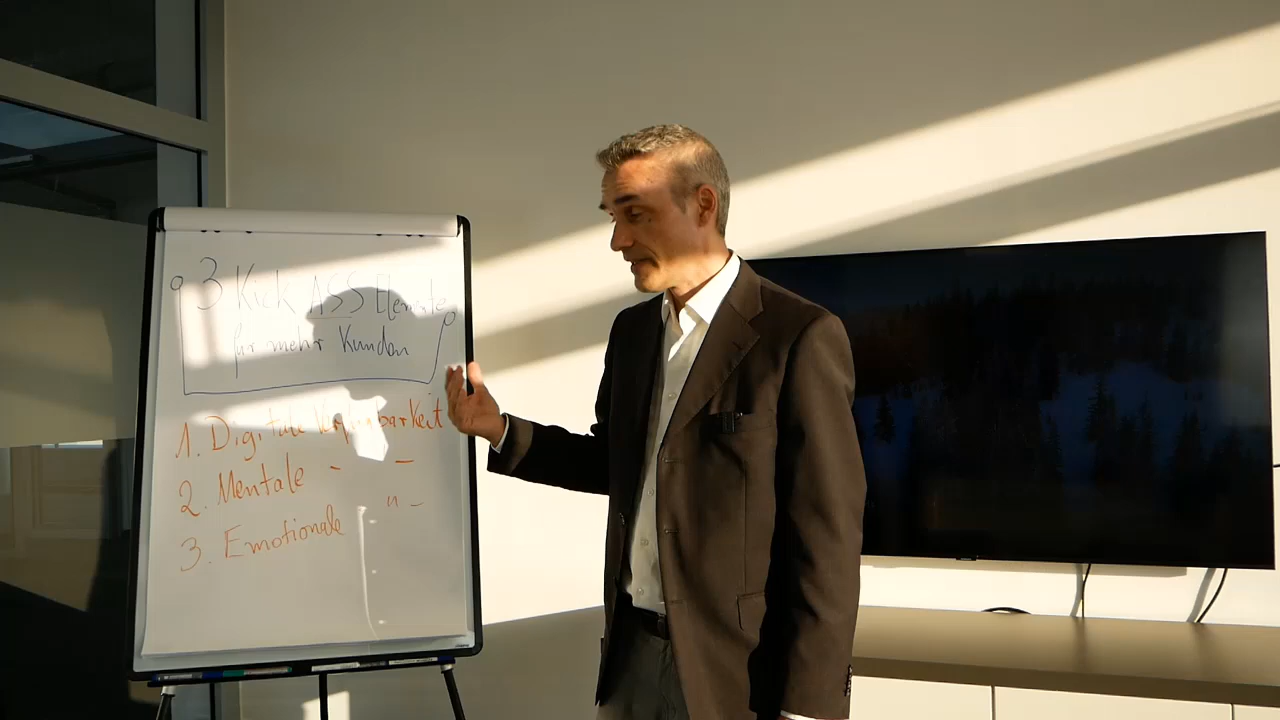 3 Kick ASS Elemente
für mehr Kunden
1. Digitale Verfügbarkeit
2. Mentale - " -
3. Emotionale - " -